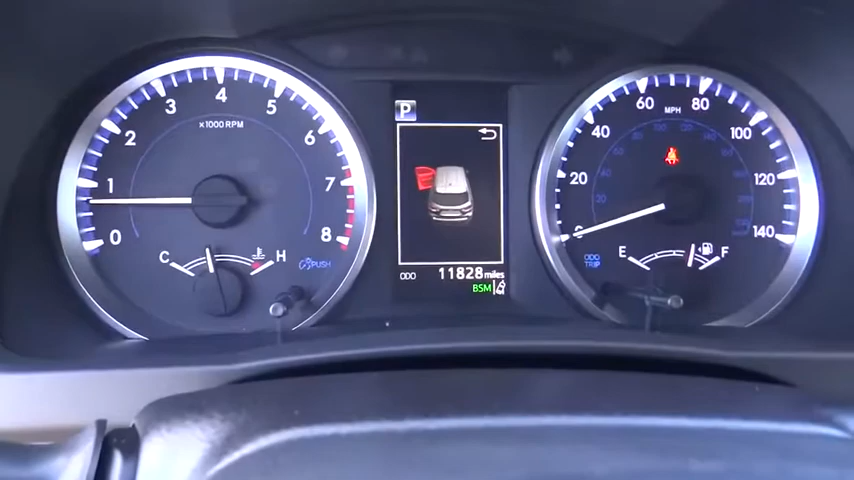 0 1 2 3 4 5 6 7 8
×1000 RPM
C H
PUSH
P
ODO 11828 miles
BSM
0 20 40 60 80 100 120 140
MPH
ODO
TRIP
E F